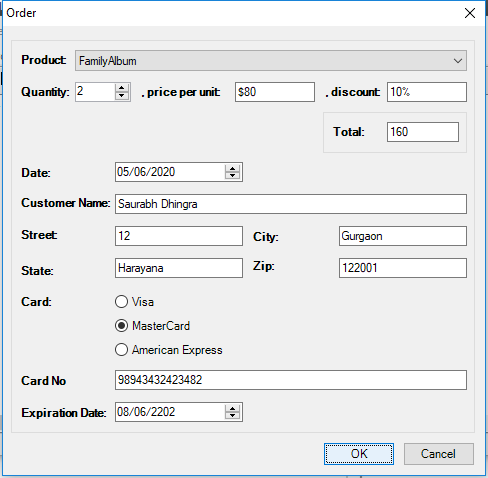 Order
Product: FamilyAlbum
Quantity: 2 , price per unit: $80 , discount: 10%
Total: 160
Date: 05/06/2020
Customer Name: Saurabh Dhingra
Street: 12 City: Gurgaon
State: Harayana Zip: 122001
Card: Visa
MasterCard
American Express
Card No 98943432423482
Expiration Date: 08/06/2202
OK Cancel